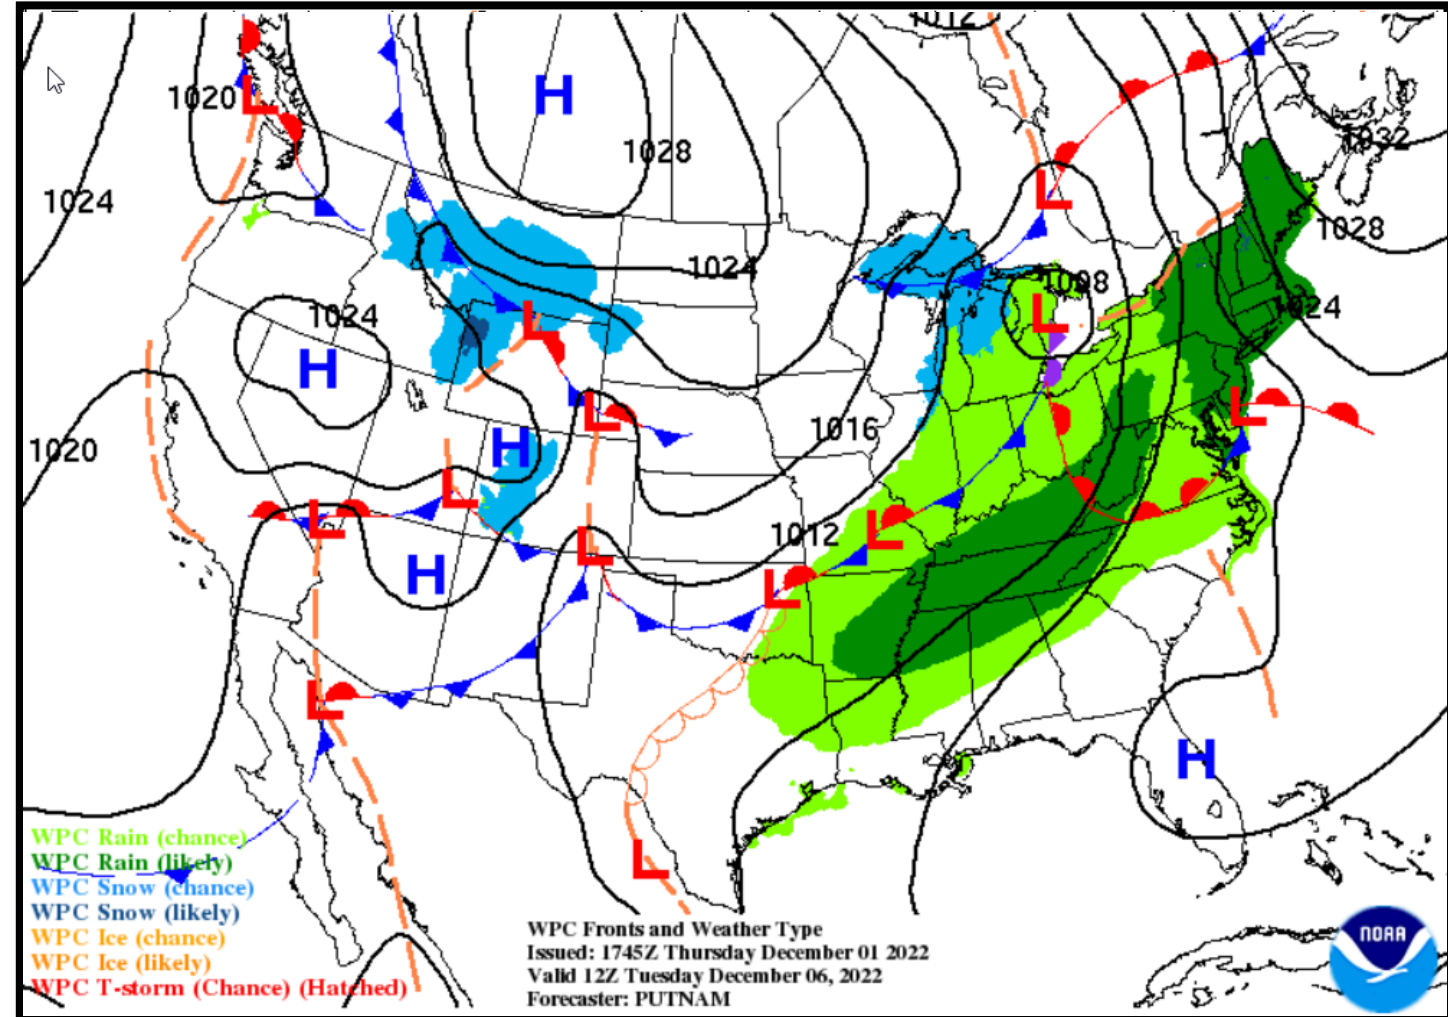 1012
H
1020
L
1028
1032
1024
L
1028
1024
1024
1008
1024
L
L
H
L
L
1020
H
1016
L
L
1012
L
H
L
L
L
H
WPC Rain (chance)
WPC Rain (likely)
WPC Snow (chance)
WPC Snow (likely)
WPC Ice (chance)
WPC Ice (likely)
WPC T-storm (Chance) (Hatched)
L
WPC Fronts and Weather Type
Issued: 1745Z Thursday December 01 2022
Valid 12Z Tuesday December 06, 2022
Forecaster: PUTNAM
NOAA